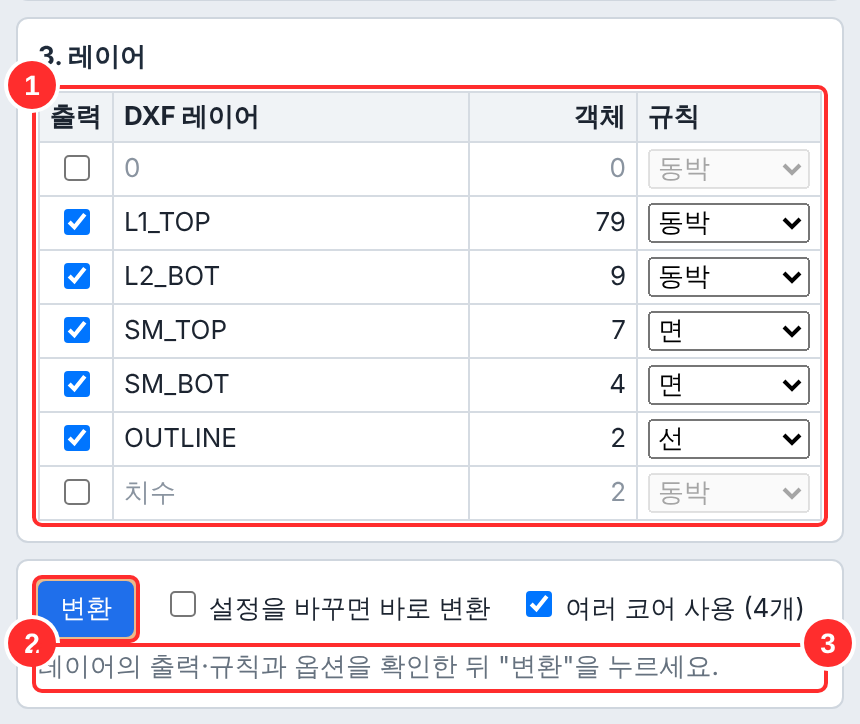 3. 레이어
1
출력 DXF 레이어 객체 규칙
0 0 동박
L1_TOP 79 동박
L2_BOT 9 동박
SM_TOP 7 면
SM_BOT 4 면
OUTLINE 2 선
치수 2 동박
변환 설정을 바꾸면 바로 변환 여러 코어 사용 (4개)
2 3
레이어의 출력·규칙과 옵션을 확인한 뒤 "변환"을 누르세요.